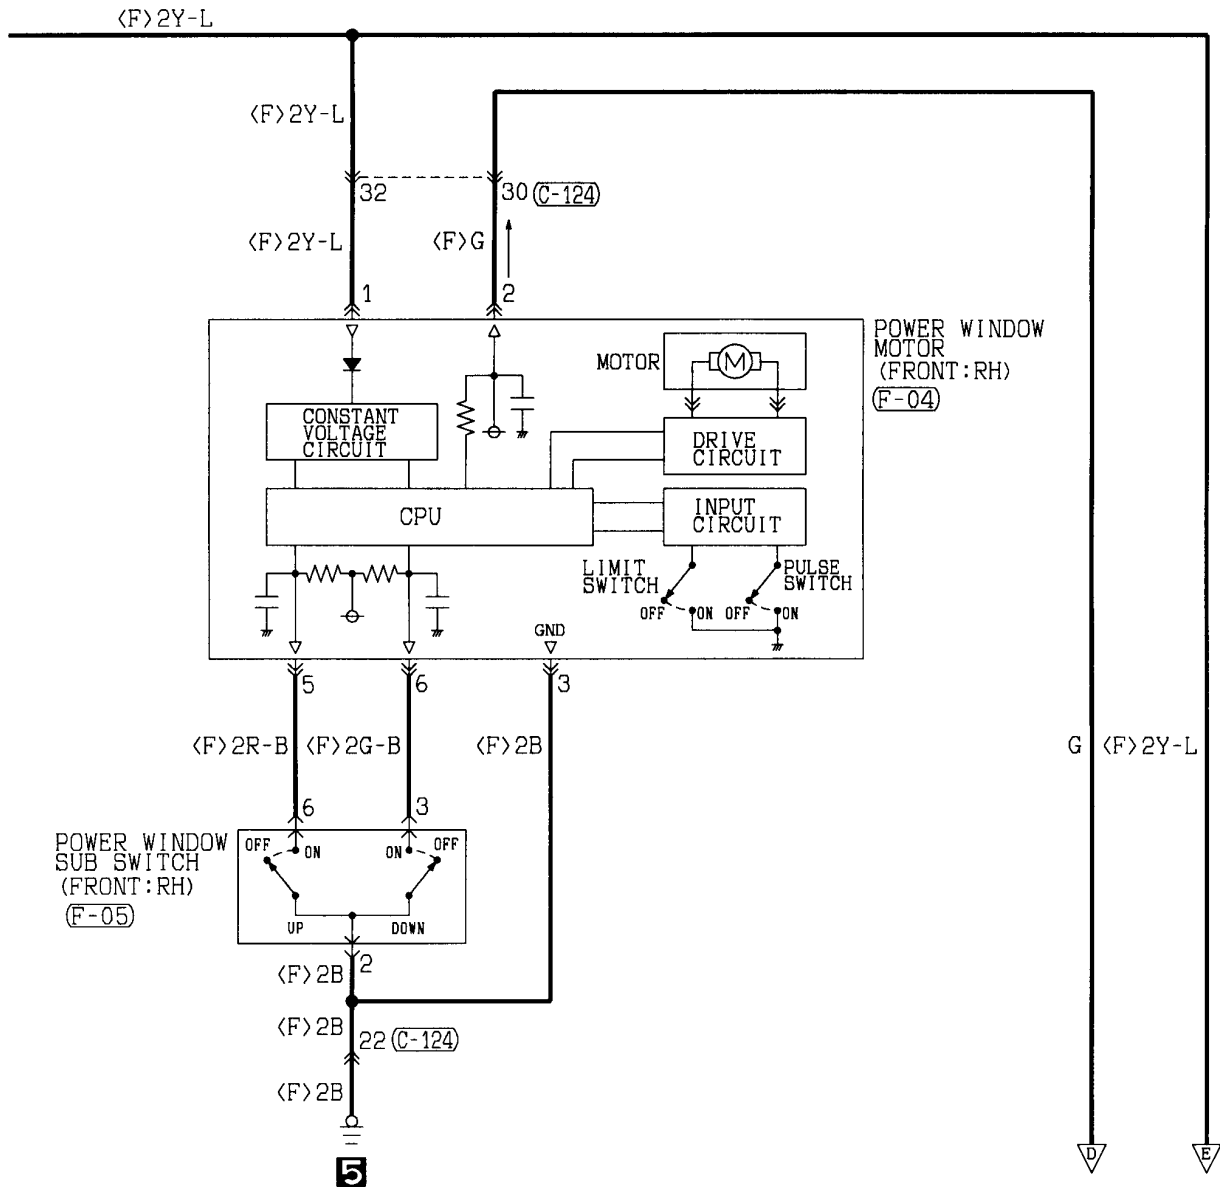 〈F〉2Y-L
〈F〉2Y-L
32
30 (C-124)
〈F〉2Y-L
〈F〉G
1
2
POWER WINDOW
MOTOR
(FRONT:RH)
(F-04)
MOTOR
M
CONSTANT
VOLTAGE
CIRCUIT
DRIVE
CIRCUIT
CPU
INPUT
CIRCUIT
LIMIT
SWITCH
PULSE
SWITCH
OFF
ON
OFF
ON
GND
5
6
3
〈F〉2R-B
〈F〉2G-B
〈F〉2B
G
〈F〉2Y-L
6
3
POWER WINDOW
SUB SWITCH
(FRONT:RH)
(F-05)
OFF
ON
ON
OFF
UP
DOWN
〈F〉2B
2
〈F〉2B
22 (C-124)
〈F〉2B
5
D
E